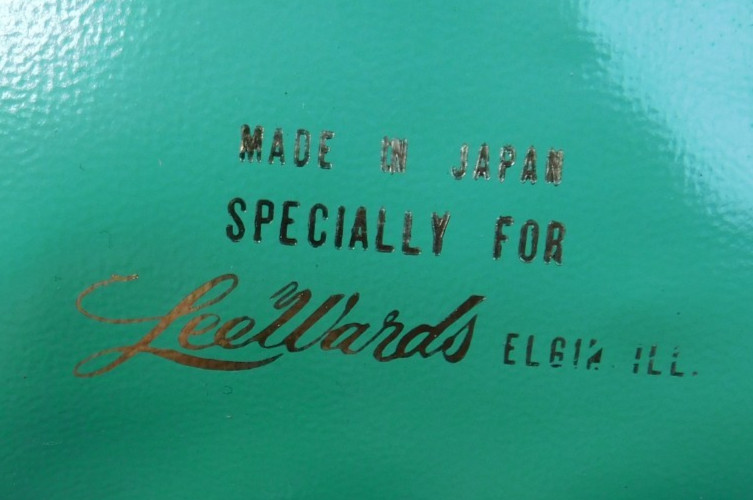 MADE IN JAPAN
SPECIALLY FOR
LeeWards ELGIN ILL.